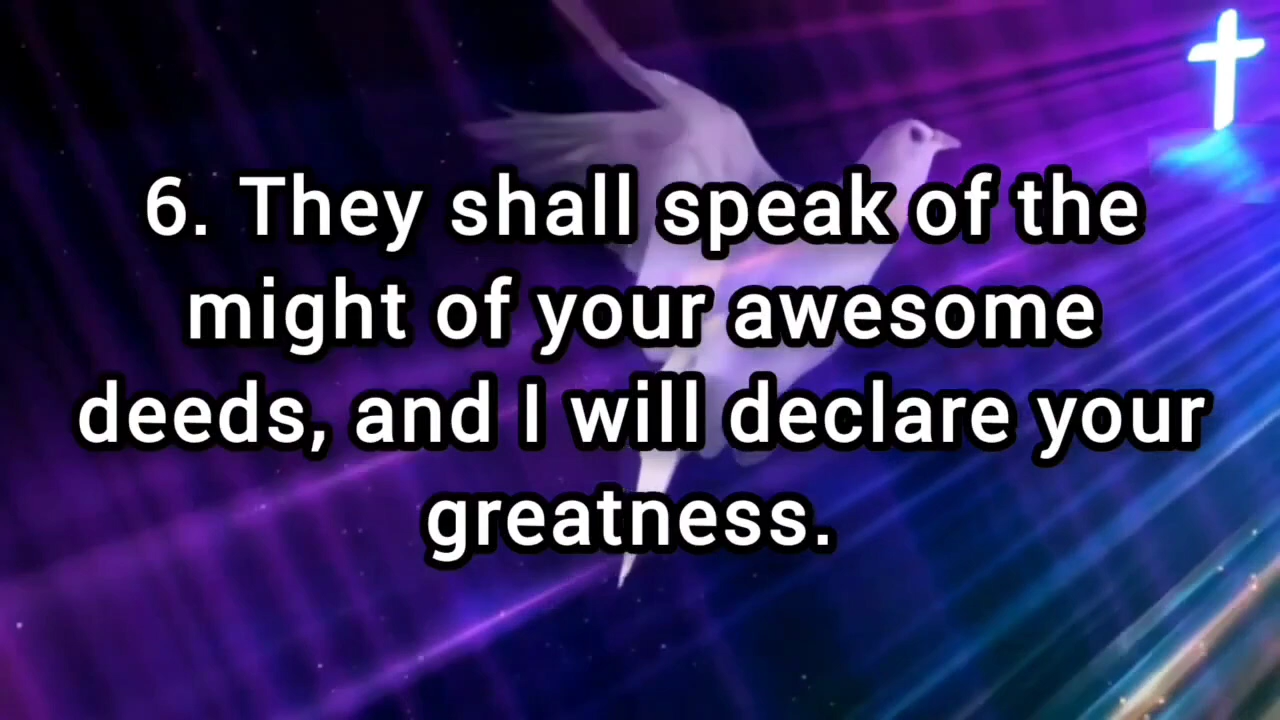 6. They shall speak of the
might of your awesome
deeds, and I will declare your
greatness.